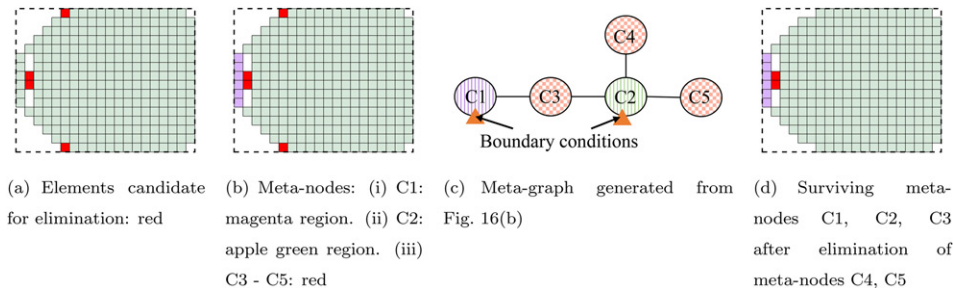 C4
C1
C3
C2
C5
Boundary conditions
(a) Elements candidate
for elimination: red
(b) Meta-nodes: (i) C1:
magenta region. (ii) C2:
apple green region. (iii)
C3 - C5: red
(c) Meta-graph generated from
Fig. 16(b)
(d) Surviving meta-
nodes C1, C2, C3
after elimination of
meta-nodes C4, C5